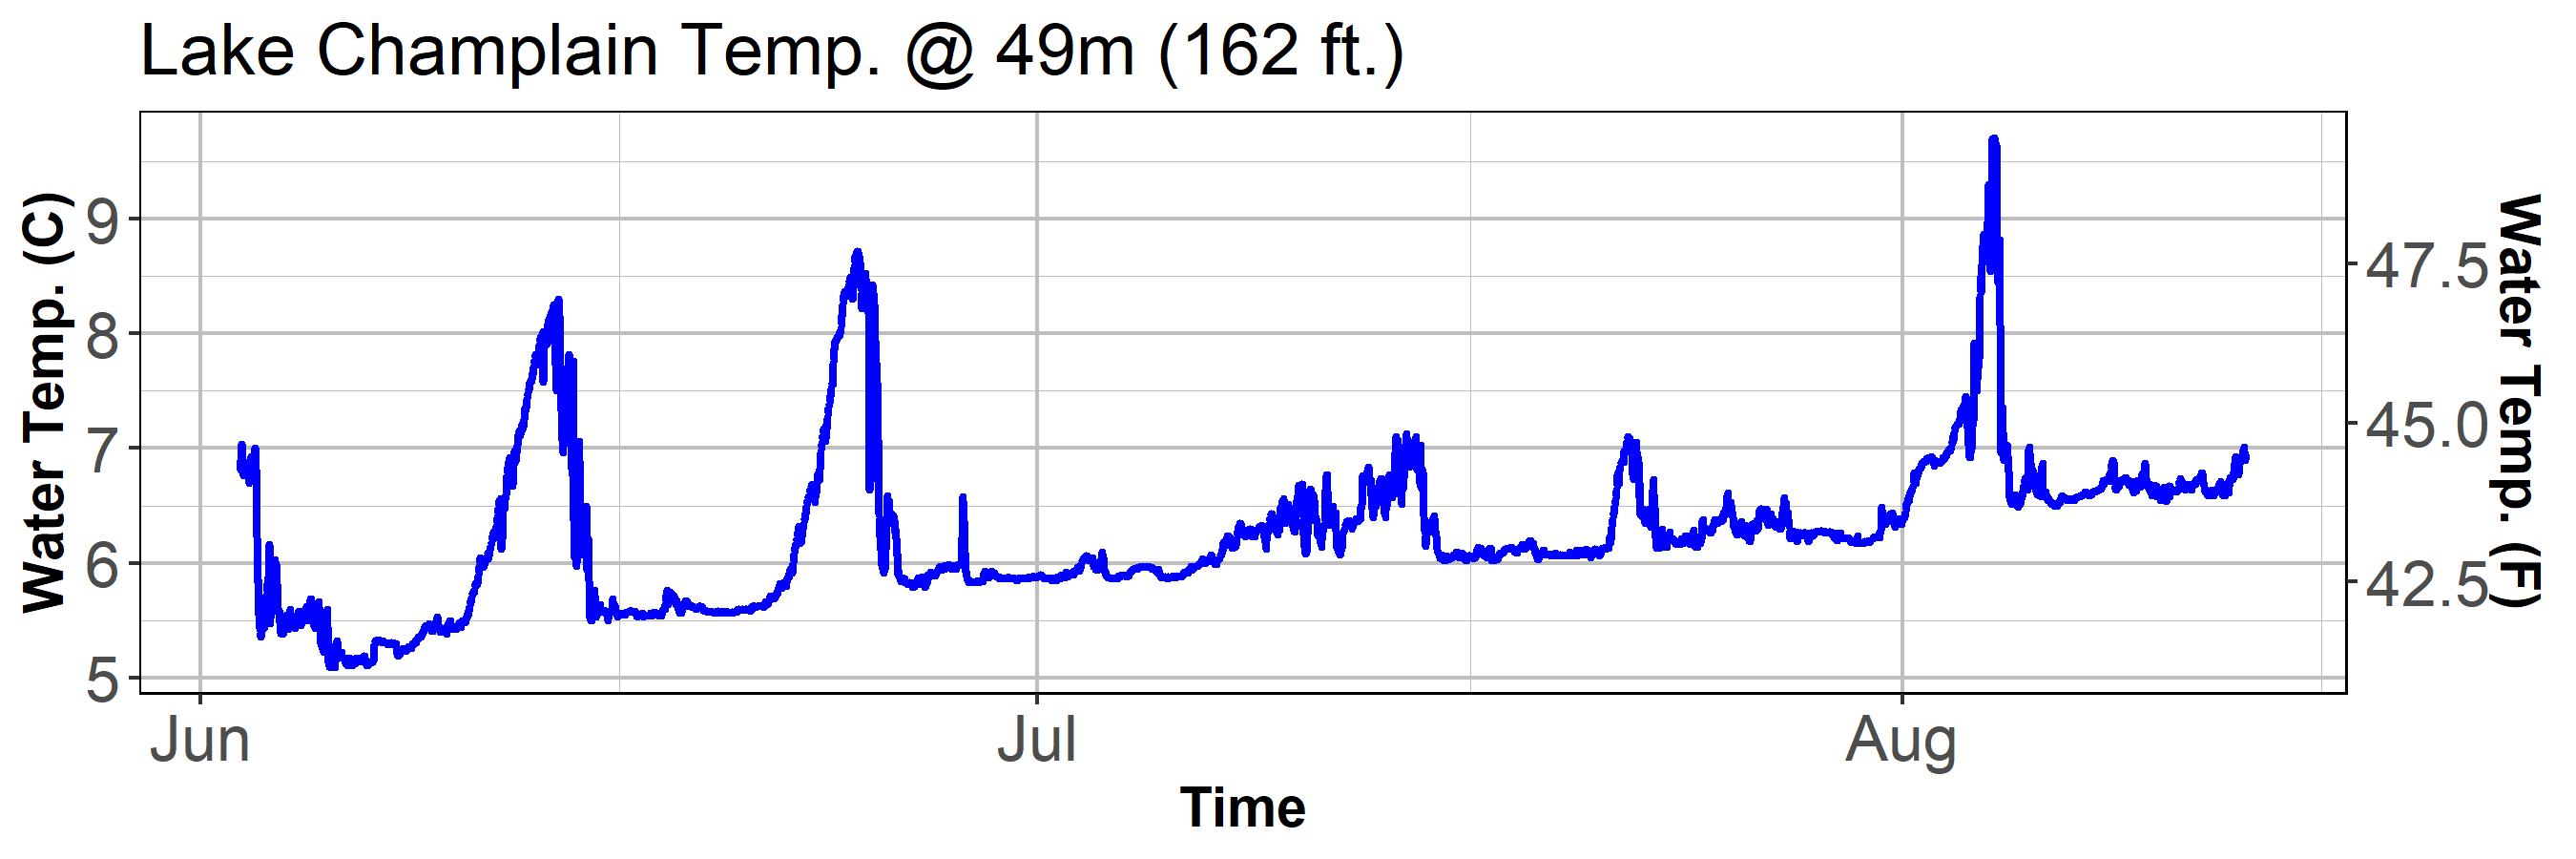 Lake Champlain Temp. @ 49m (162 ft.)
Water Temp. (C)
9
8
7
6
5
47.5
45.0
42.5
Water Temp. (F)
Jun Jul Aug
Time